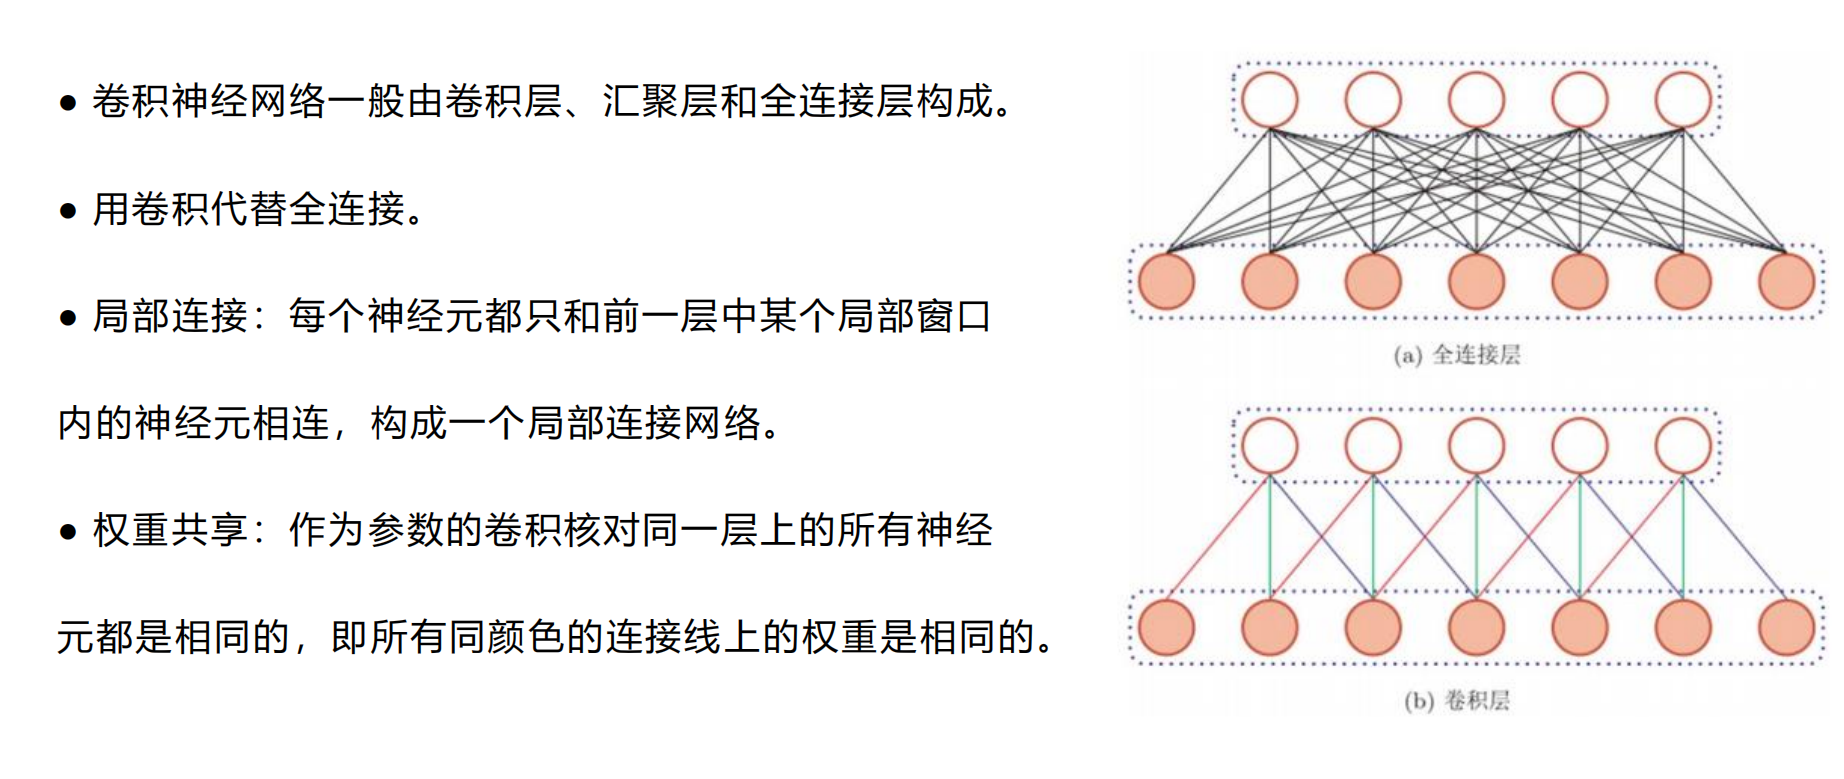 ● 卷积神经网络一般由卷积层、汇聚层和全连接层构成。
● 用卷积代替全连接。
● 局部连接：每个神经元都只和前一层中某个局部窗口
内的神经元相连，构成一个局部连接网络。
● 权重共享：作为参数的卷积核对同一层上的所有神经
元都是相同的，即所有同颜色的连接线上的权重是相同的。
(a) 全连接层
(b) 卷积层